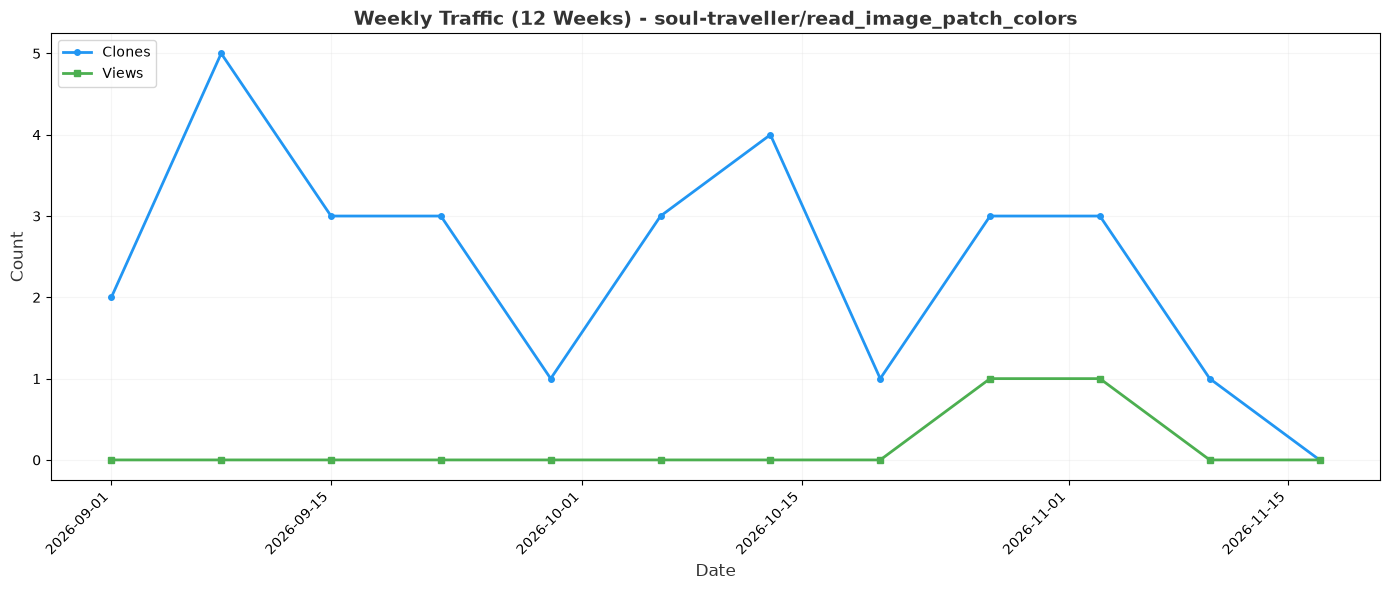 Weekly Traffic (12 Weeks) - soul-traveller/read_image_patch_colors
Clones
Views
5
4
3
2
1
0
Count
2026-09-01
2026-09-15
2026-10-01
2026-10-15
2026-11-01
2026-11-15
Date